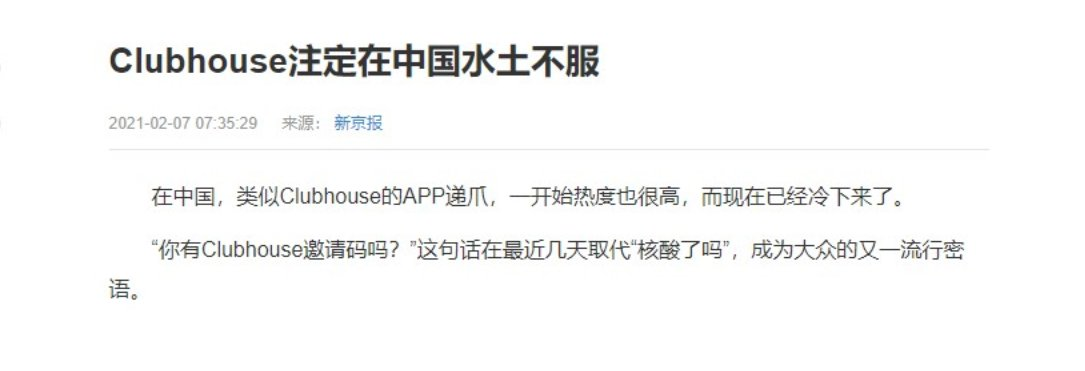 Clubhouse注定在中国水土不服
2021-02-07 07:35:29 来源： 新京报
在中国，类似Clubhouse的APP递爪，一开始热度也很高，而现在已经冷下来了。
“你有Clubhouse邀请码吗？”这句话在最近几天取代“核酸了吗”，成为大众的又一流行密
语。